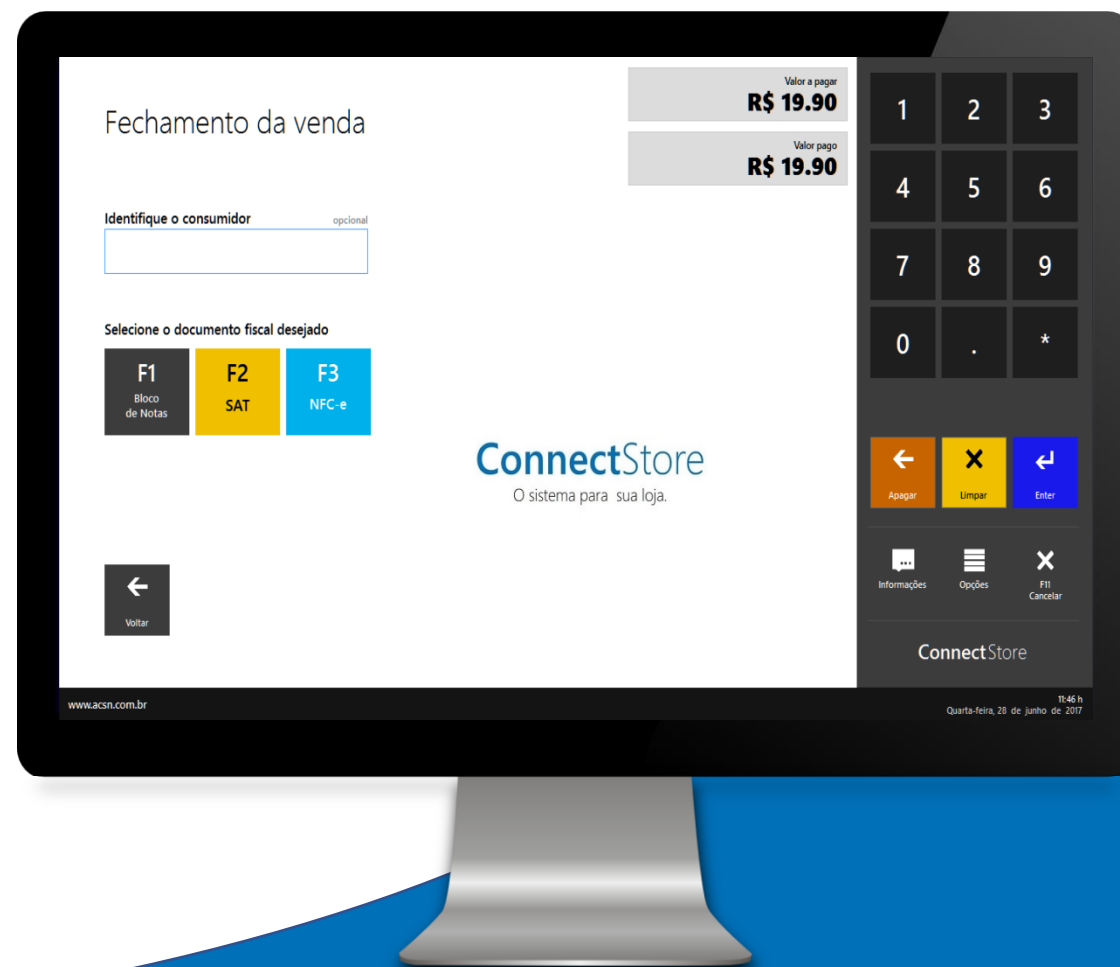 Fechamento da venda
Valor a pagar
R$ 19.90
Valor pago
R$ 19.90
Identifique o consumidor opcional
Selecione o documento fiscal desejado
F1
Bloco
de Notas
F2
SAT
F3
NFC-e
ConnectStore
O sistema para sua loja.
Voltar
1 2 3
4 5 6
7 8 9
0 . *
Apagar Limpar Enter
Informações Opções F11
Cancelar
ConnectStore
www.acsn.com.br
11:46 h
Quarta-feira, 28 de junho de 2017